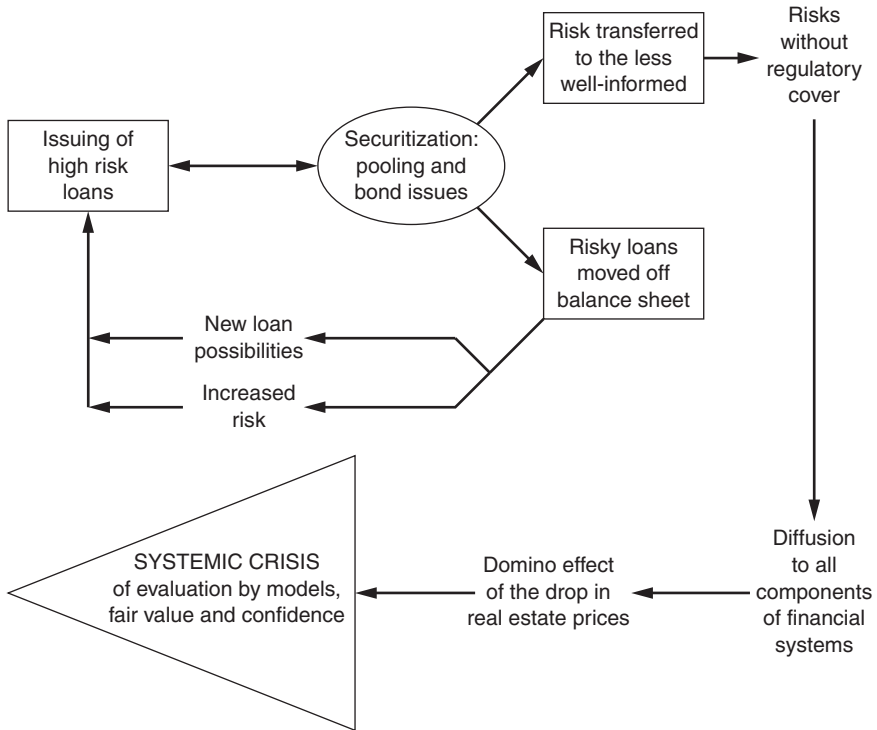 Issuing of
high risk
loans
Securitization:
pooling and
bond issues
Risk transferred
to the less
well-informed
Risks
without
regulatory
cover
Risky loans
moved off
balance sheet
New loan
possibilities
Increased
risk
Diffusion
to all
components
of financial
systems
Domino effect
of the drop in
real estate prices
SYSTEMIC CRISIS
of evaluation by models,
fair value and confidence